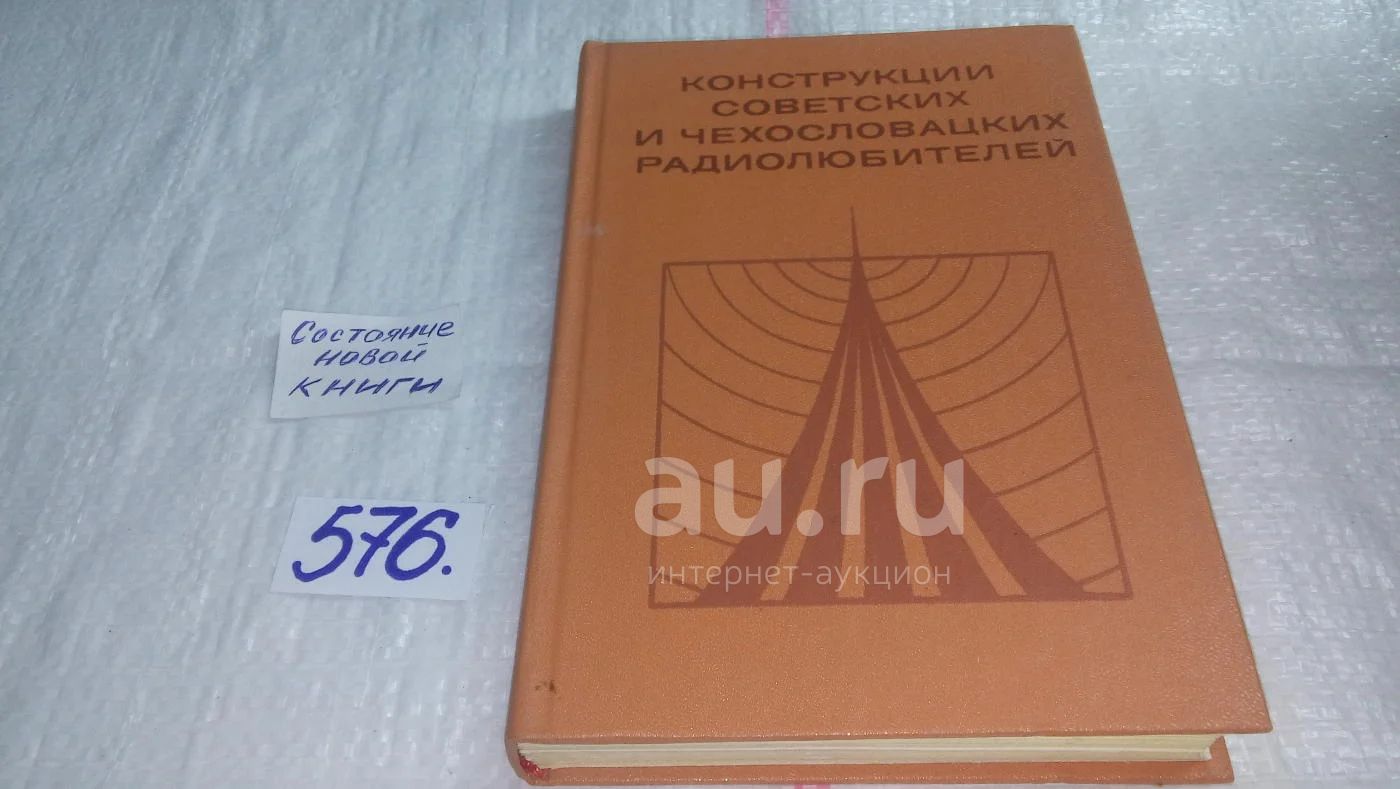 КОНСТРУКЦИИ
СОВЕТСКИХ
И ЧЕХОСЛОВАЦКИХ
РАДИОЛЮБИТЕЛЕЙ
Состояние
новой
книги
576.
au.ru
интернет-аукцион